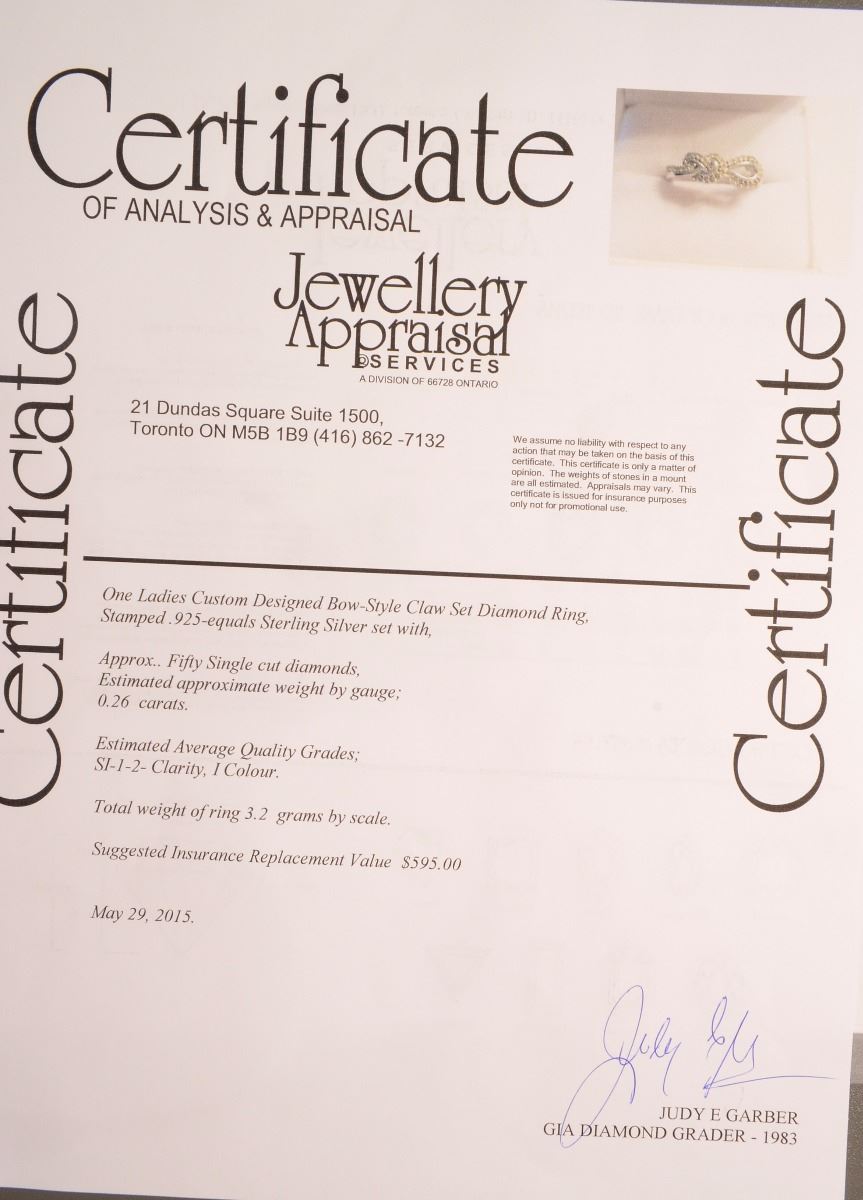 Certificate
OF ANALYSIS & APPRAISAL
Jewellery
Appraisal
@SERVICES
A DIVISION OF 66728 ONTARIO
21 Dundas Square Suite 1500,
Toronto ON M5B 1B9 (416) 862 -7132
We assume no liability with respect to any
action that may be taken on the basis of this
certificate. This certificate is only a matter of
opinion. The weights of stones in a mount
are all estimated. Appraisals may vary. This
certificate is issued for insurance purposes
only not for promotional use.
Certificate
Certificate
One Ladies Custom Designed Bow-Style Claw Set Diamond Ring,
Stamped .925-equals Sterling Silver set with,
Approx.. Fifty Single cut diamonds,
Estimated approximate weight by gauge;
0.26 carats.
Estimated Average Quality Grades;
SI-1-2- Clarity, I Colour.
Total weight of ring 3.2 grams by scale.
Suggested Insurance Replacement Value $595.00
May 29, 2015.
JUDY E GARBER
GIA DIAMOND GRADER - 1983